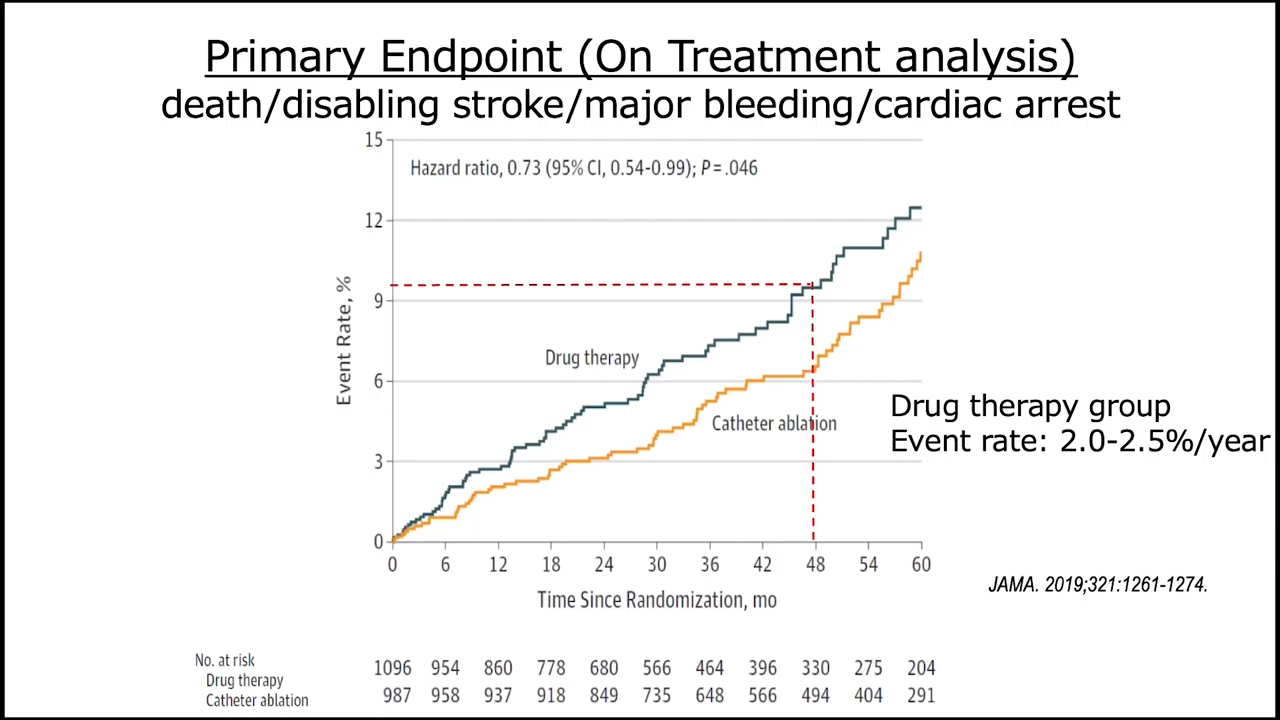 Primary Endpoint (On Treatment analysis)
death/disabling stroke/major bleeding/cardiac arrest
Hazard ratio, 0.73 (95% CI, 0.54-0.99); P = .046
15
12
9
6
3
0
Event Rate, %
Drug therapy
Catheter ablation
Drug therapy group
Event rate: 2.0-2.5%/year
0 6 12 18 24 30 36 42 48 54 60
Time Since Randomization, mo
JAMA. 2019;321:1261-1274.
No. at risk
Drug therapy 1096 954 860 778 680 566 464 396 330 275 204
Catheter ablation 987 958 937 918 849 735 648 566 494 404 291